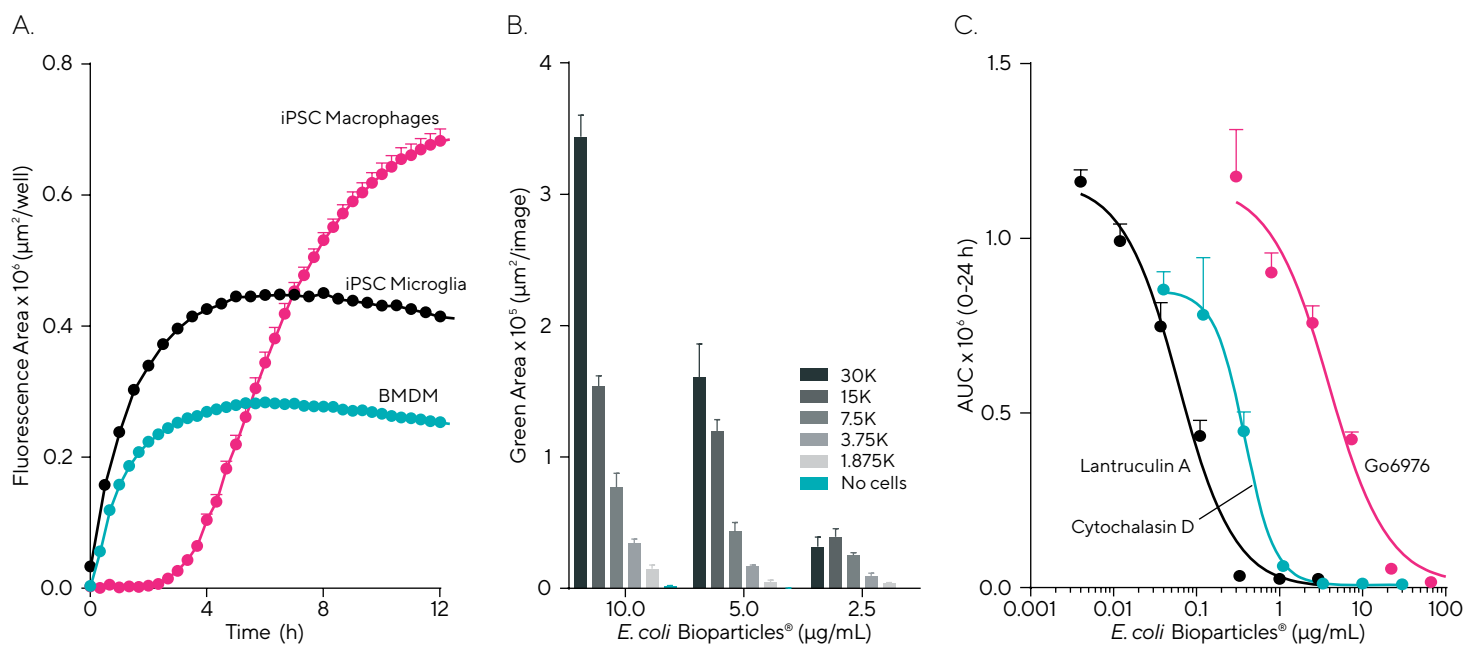 A.
Fluorescence Area x 10⁶ (µm²/well)
0.8
0.6
0.4
0.2
0.0
iPSC Macrophages
iPSC Microglia
BMDM
0 4 8 12
Time (h)
B.
Green Area x 10⁵ (µm²/image)
4
3
2
1
0
30K
15K
7.5K
3.75K
1.875K
No cells
10.0 5.0 2.5
E. coli Bioparticles® (µg/mL)
C.
AUC x 10⁶ (0-24 h)
1.5
1.0
0.5
0.0
Lantruculin A
Cytochalasin D
Go6976
0.001 0.01 0.1 1 10 100
E. coli Bioparticles® (µg/mL)